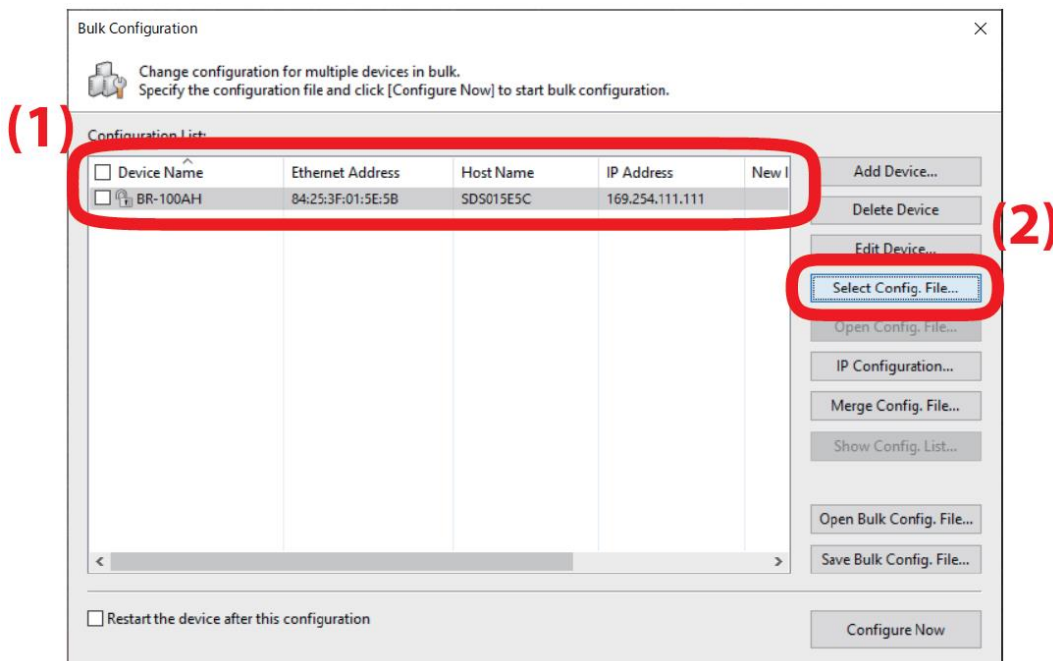 Bulk Configuration
Change configuration for multiple devices in bulk.
Specify the configuration file and click [Configure Now] to start bulk configuration.
(1)
Configuration List:
Device Name Ethernet Address Host Name IP Address New I
BR-100AH 84:25:3F:01:5E:5B SDS015E5C 169.254.111.111
Add Device...
Delete Device
(2)
Edit Device...
Select Config. File...
Open Config. File...
IP Configuration...
Merge Config. File...
Show Config. List...
Open Bulk Config. File...
Save Bulk Config. File...
Restart the device after this configuration
Configure Now